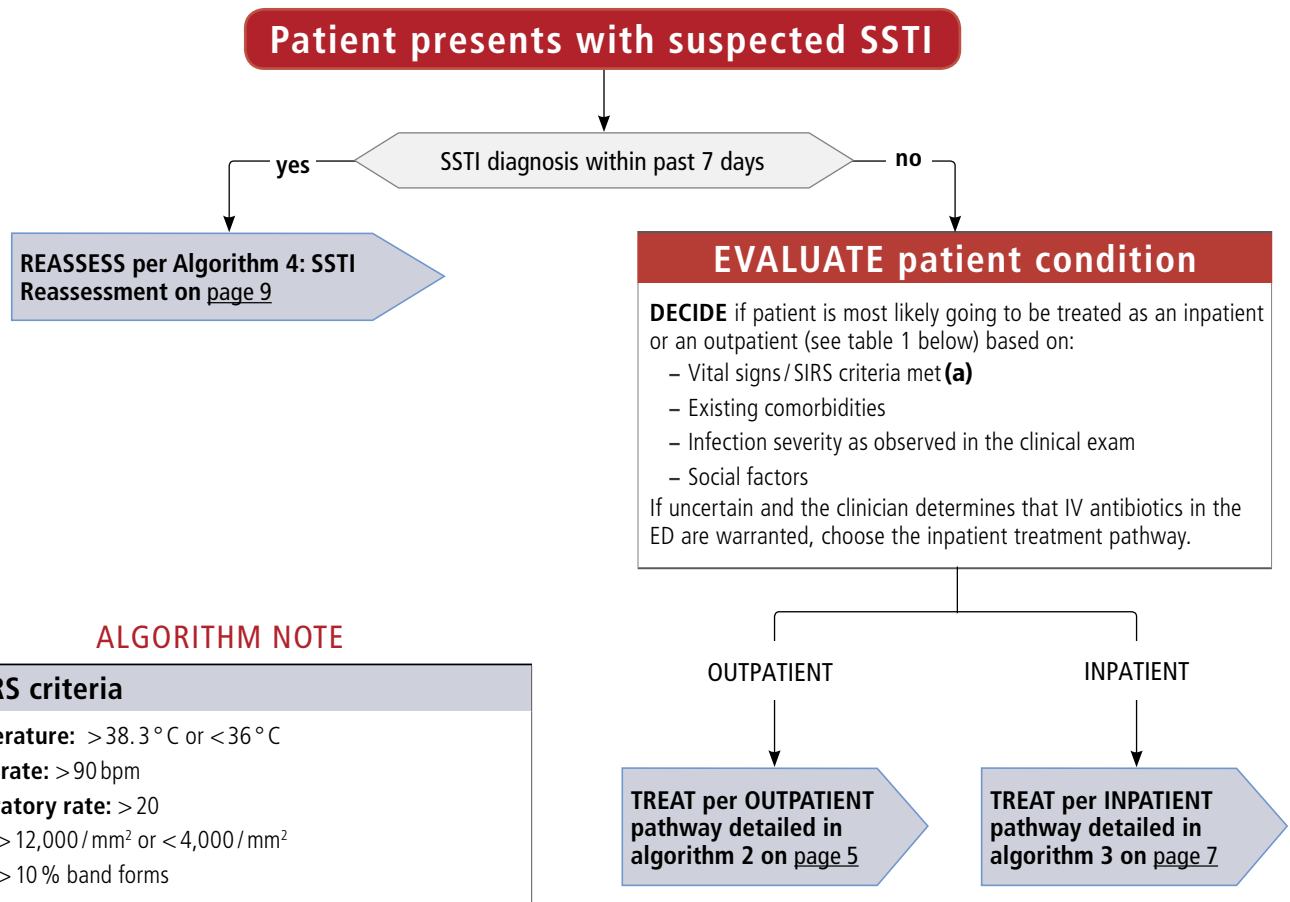 Patient presents with suspected SSTI
SSTI diagnosis within past 7 days
yes
no
REASSESS per Algorithm 4: SSTI
Reassessment on page 9
EVALUATE patient condition
DECIDE if patient is most likely going to be treated as an inpatient
or an outpatient (see table 1 below) based on:
– Vital signs / SIRS criteria met (a)
– Existing comorbidities
– Infection severity as observed in the clinical exam
– Social factors
If uncertain and the clinician determines that IV antibiotics in the
ED are warranted, choose the inpatient treatment pathway.
OUTPATIENT
INPATIENT
TREAT per OUTPATIENT
pathway detailed in
algorithm 2 on page 5
TREAT per INPATIENT
pathway detailed in
algorithm 3 on page 7
ALGORITHM NOTE
criteria
>38.3 °C or <36 °C
rate: >90 bpm
rate: >20
>12,000 / mm² or <4,000 / mm²
>10 % band forms